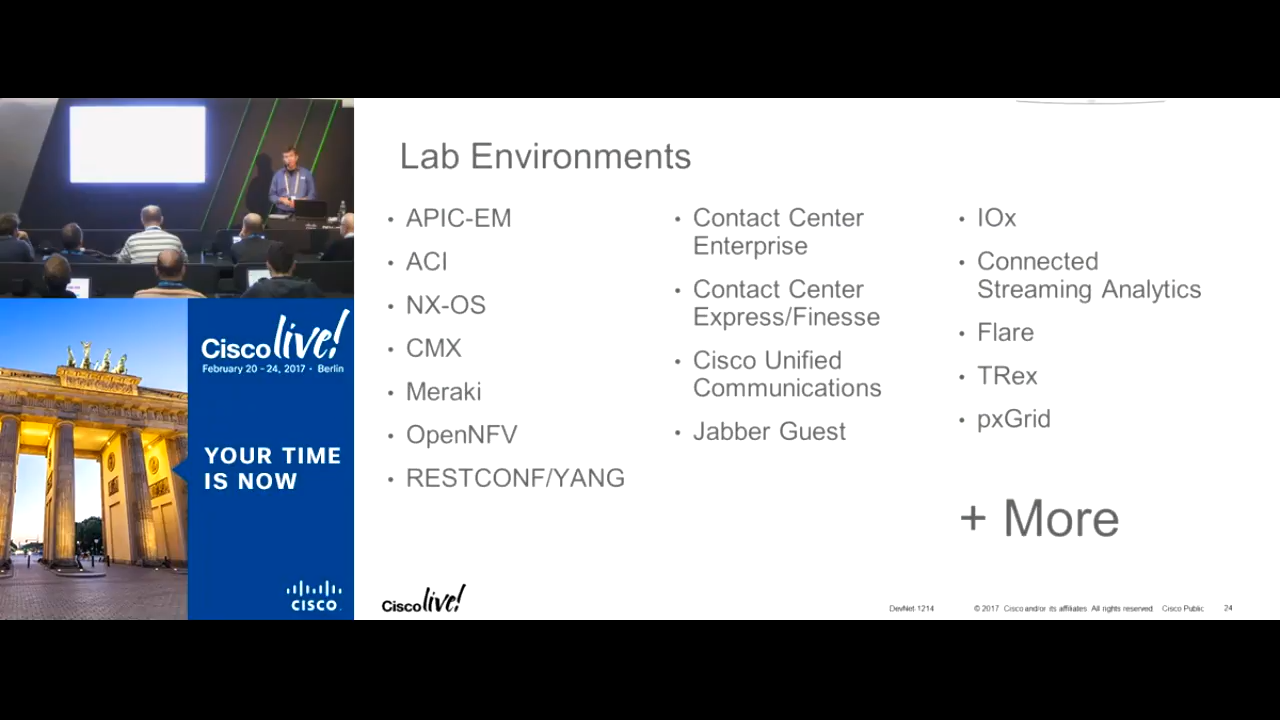 Lab Environments
• APIC-EM
• ACI
• NX-OS
• CMX
• Meraki
• OpenNFV
• RESTCONF/YANG
• Contact Center
Enterprise
• Contact Center
Express/Finesse
• Cisco Unified
Communications
• Jabber Guest
• IOx
• Connected
Streaming Analytics
• Flare
• TRex
• pxGrid
+ More
Cisco live!
February 20 - 24, 2017 • Berlin
YOUR TIME
IS NOW
CISCO.
Cisco live!
DevNet 1214
© 2017 Cisco and/or its affiliates. All rights reserved.
Cisco Public
24